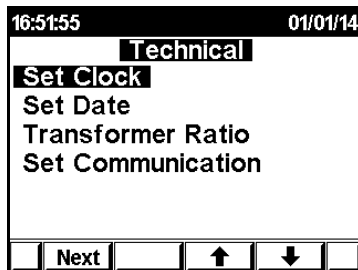 16:51:55 01/01/14
Technical
Set Clock
Set Date
Transformer Ratio
Set Communication
Next ↑ ↓